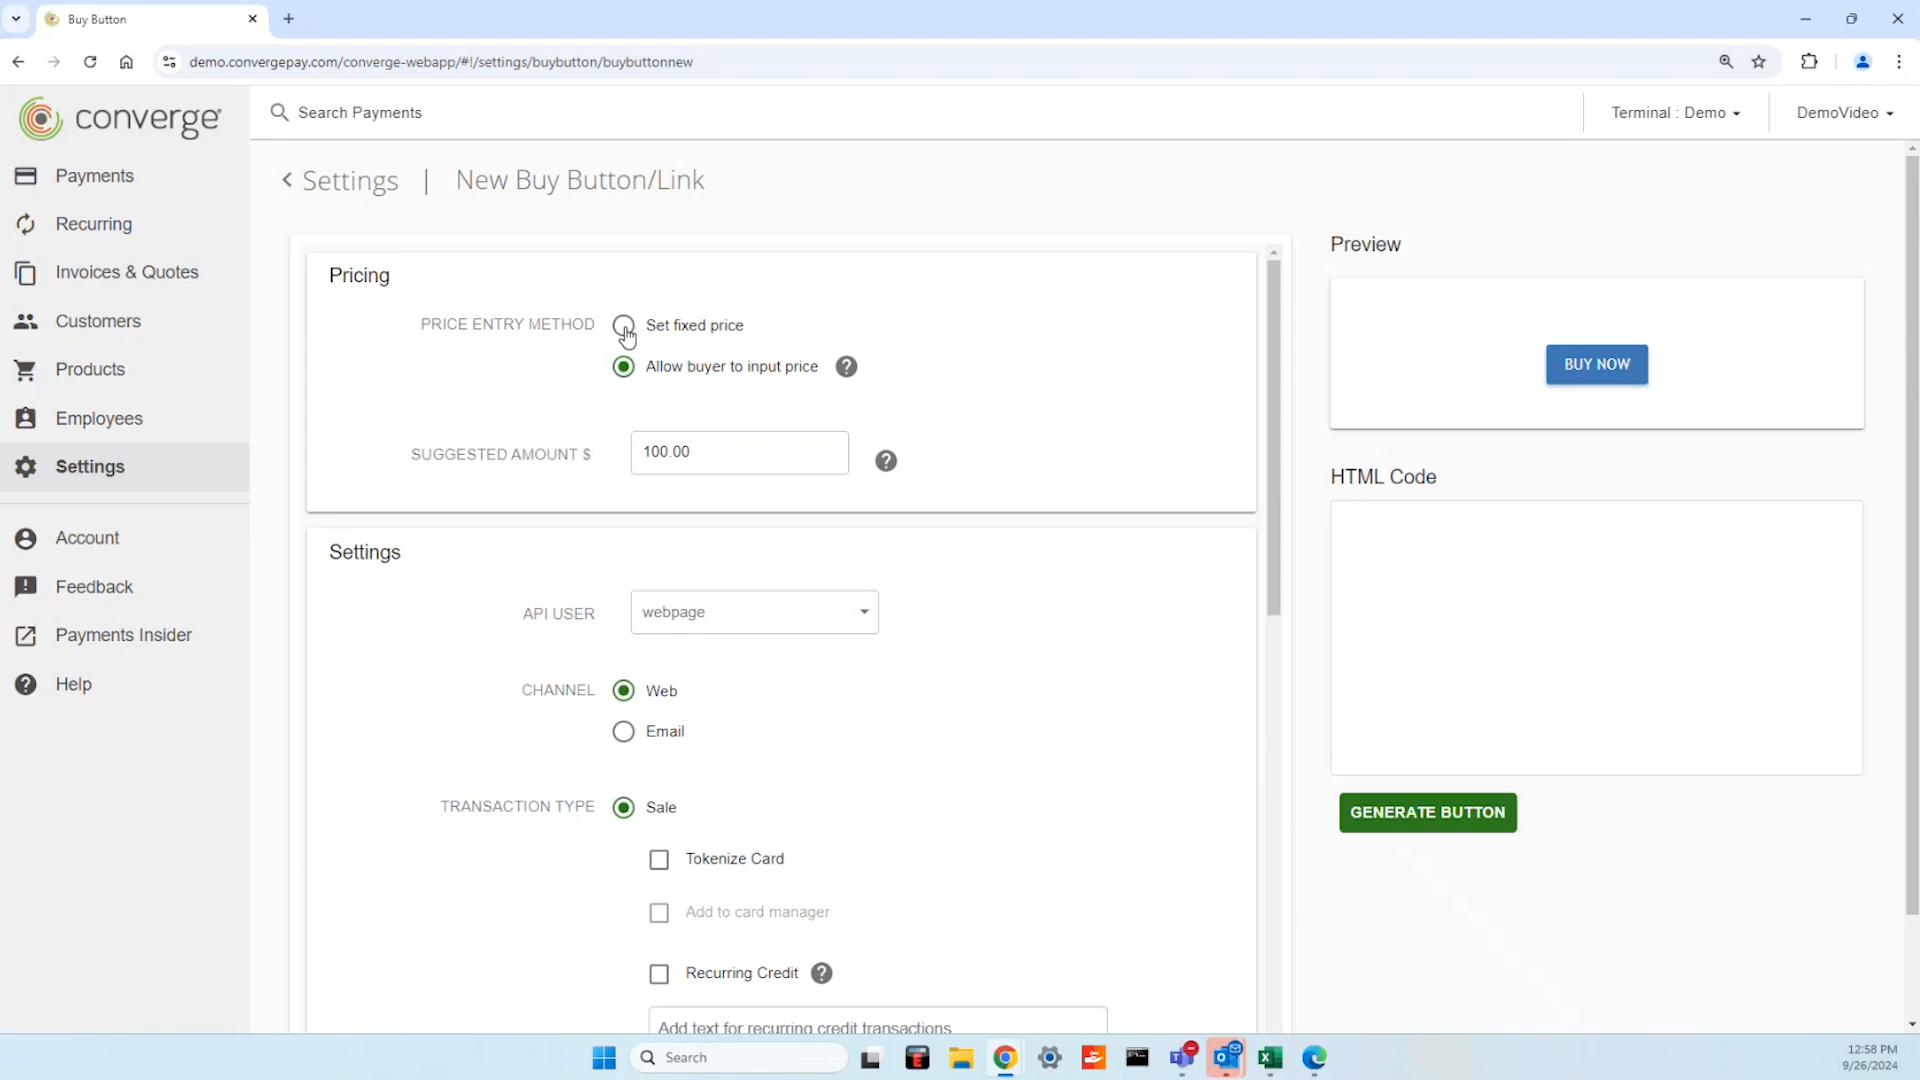 Buy Button
demo.convergepay.com/converge-webapp/#!/settings/buybutton/buybuttonnew
converge
Search Payments
Terminal : Demo
DemoVideo
Payments
Recurring
Invoices & Quotes
Customers
Products
Employees
Settings
Account
Feedback
Payments Insider
Help
Settings | New Buy Button/Link
Pricing
PRICE ENTRY METHOD
Set fixed price
Allow buyer to input price
SUGGESTED AMOUNT $
100.00
Settings
API USER
webpage
CHANNEL
Web
Email
TRANSACTION TYPE
Sale
Tokenize Card
Add to card manager
Recurring Credit
Add text for recurring credit transactions
Preview
BUY NOW
HTML Code
GENERATE BUTTON
Search
12:58 PM
9/26/2024